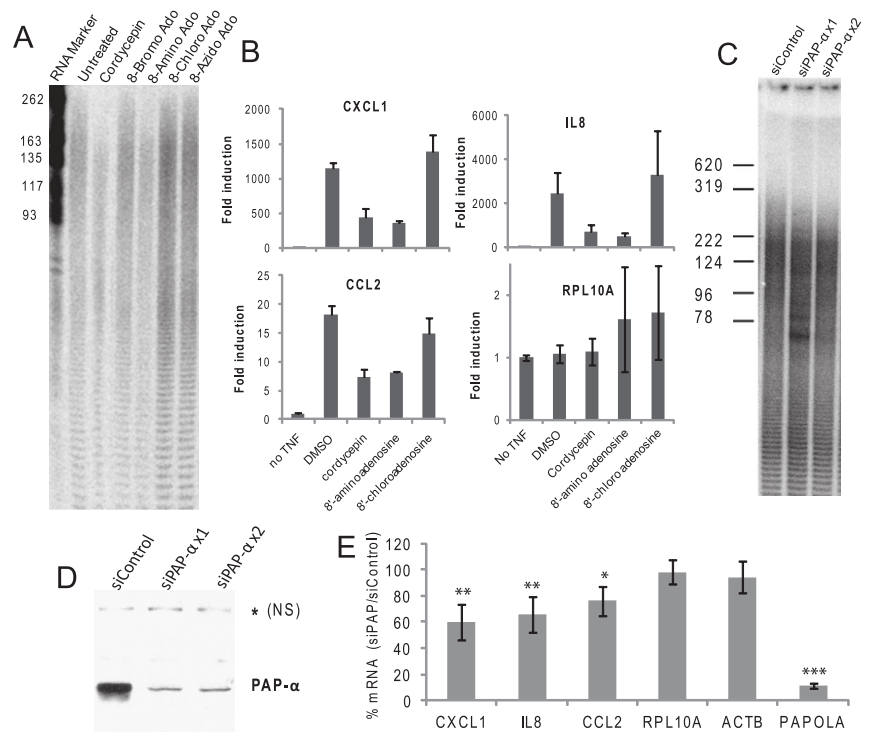 A
RNA Marker
Untreated
Cordycepin
8-Bromo Ado
8-Amino Ado
8-Chloro Ado
8-Azido Ado
262
163
135
117
93
B
CXCL1
Fold induction
2000
1500
1000
500
0
IL8
Fold induction
6000
4000
2000
0
CCL2
Fold induction
25
20
15
10
5
0
no TNF
DMSO
cordycepin
8'-aminoadenosine
8'-chloroadenosine
RPL10A
Fold induction
2
1
0
No TNF
DMSO
Cordycepin
8'-amino adenosine
8'-chloro adenosine
C
siControl
siPAP-αx1
siPAP-αx2
620
319
222
124
96
78
D
siControl
siPAP-αx1
siPAP-αx2
* (NS)
PAP-α
E
% mRNA (siPAP/siControl)
120
100
80
60
40
20
0
**
**
*
***
CXCL1
IL8
CCL2
RPL10A
ACTB
PAPOLA